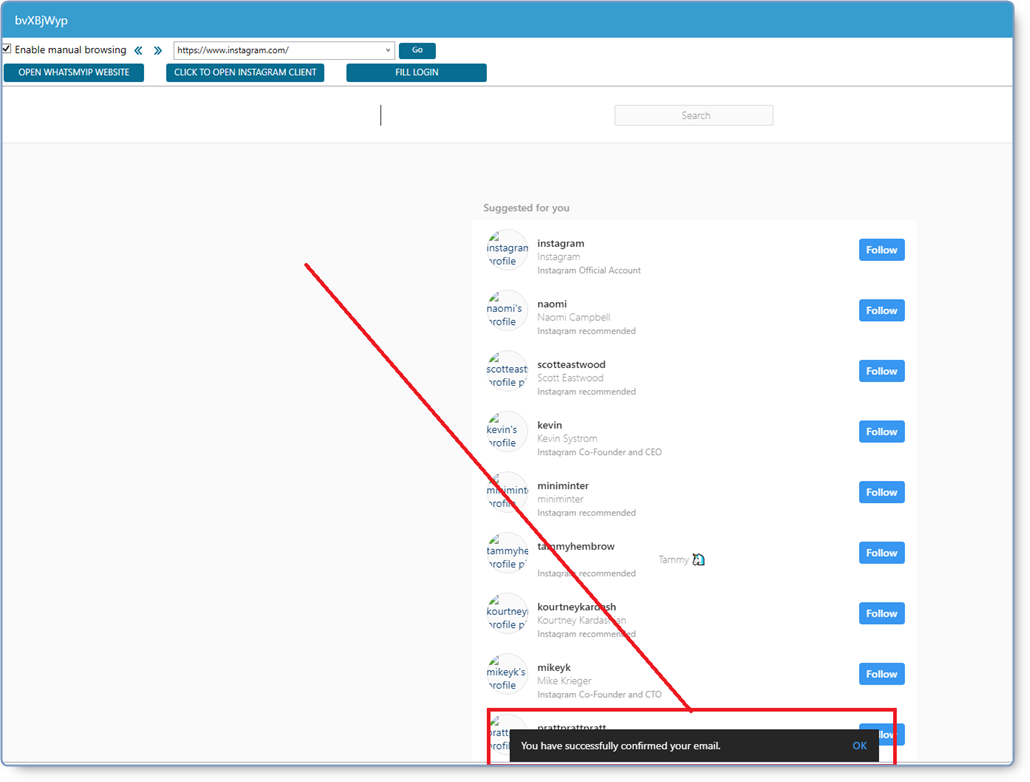 bvXBjWyp
Enable manual browsing « » https://www.instagram.com/ Go
OPEN WHATSMYIP WEBSITE CLICK TO OPEN INSTAGRAM CLIENT FILL LOGIN
Search
Suggested for you
instagram profile
instagram
Instagram
Instagram Official Account
Follow
naomi's profile
naomi
Naomi Campbell
Instagram recommended
Follow
scotteast profile p
scotteastwood
Scott Eastwood
Instagram recommended
Follow
kevin's profile
kevin
Kevin Systrom
Instagram Co-Founder and CEO
Follow
miniminte profile
miniminter
miniminter
Instagram recommended
Follow
tammyhe profile p
tammyhembrow
Tammy
Instagram recommended
Follow
kourtney profile p
kourtneykardash
Kourtney Kardashian
Instagram recommended
Follow
mikeyk's profile
mikeyk
Mike Krieger
Instagram Co-Founder and CTO
Follow
prattprattpratt
You have successfully confirmed your email. OK